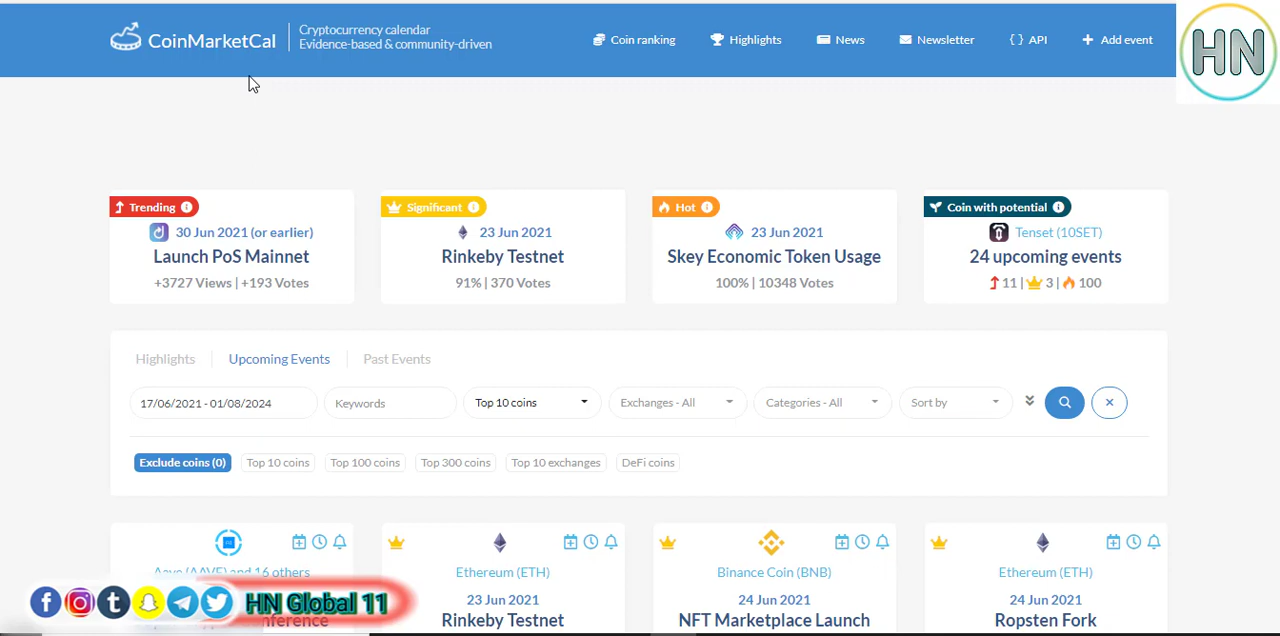 CoinMarketCal
Cryptocurrency calendar
Evidence-based & community-driven
Coin ranking
Highlights
News
Newsletter
{ } API
+ Add event
HN
Trending
30 Jun 2021 (or earlier)
Launch PoS Mainnet
+3727 Views | +193 Votes
Significant
23 Jun 2021
Rinkeby Testnet
91% | 370 Votes
Hot
23 Jun 2021
Skey Economic Token Usage
100% | 10348 Votes
Coin with potential
Tenset (10SET)
24 upcoming events
11 | 3 | 100
Highlights
Upcoming Events
Past Events
17/06/2021 - 01/08/2024
Keywords
Top 10 coins
Exchanges - All
Categories - All
Sort by
Exclude coins (0)
Top 10 coins
Top 100 coins
Top 300 coins
Top 10 exchanges
DeFi coins
Aave (AAVE) and 16 others
Ethereum (ETH)
23 Jun 2021
Rinkeby Testnet
Binance Coin (BNB)
24 Jun 2021
NFT Marketplace Launch
Ethereum (ETH)
24 Jun 2021
Ropsten Fork
HN Global 11